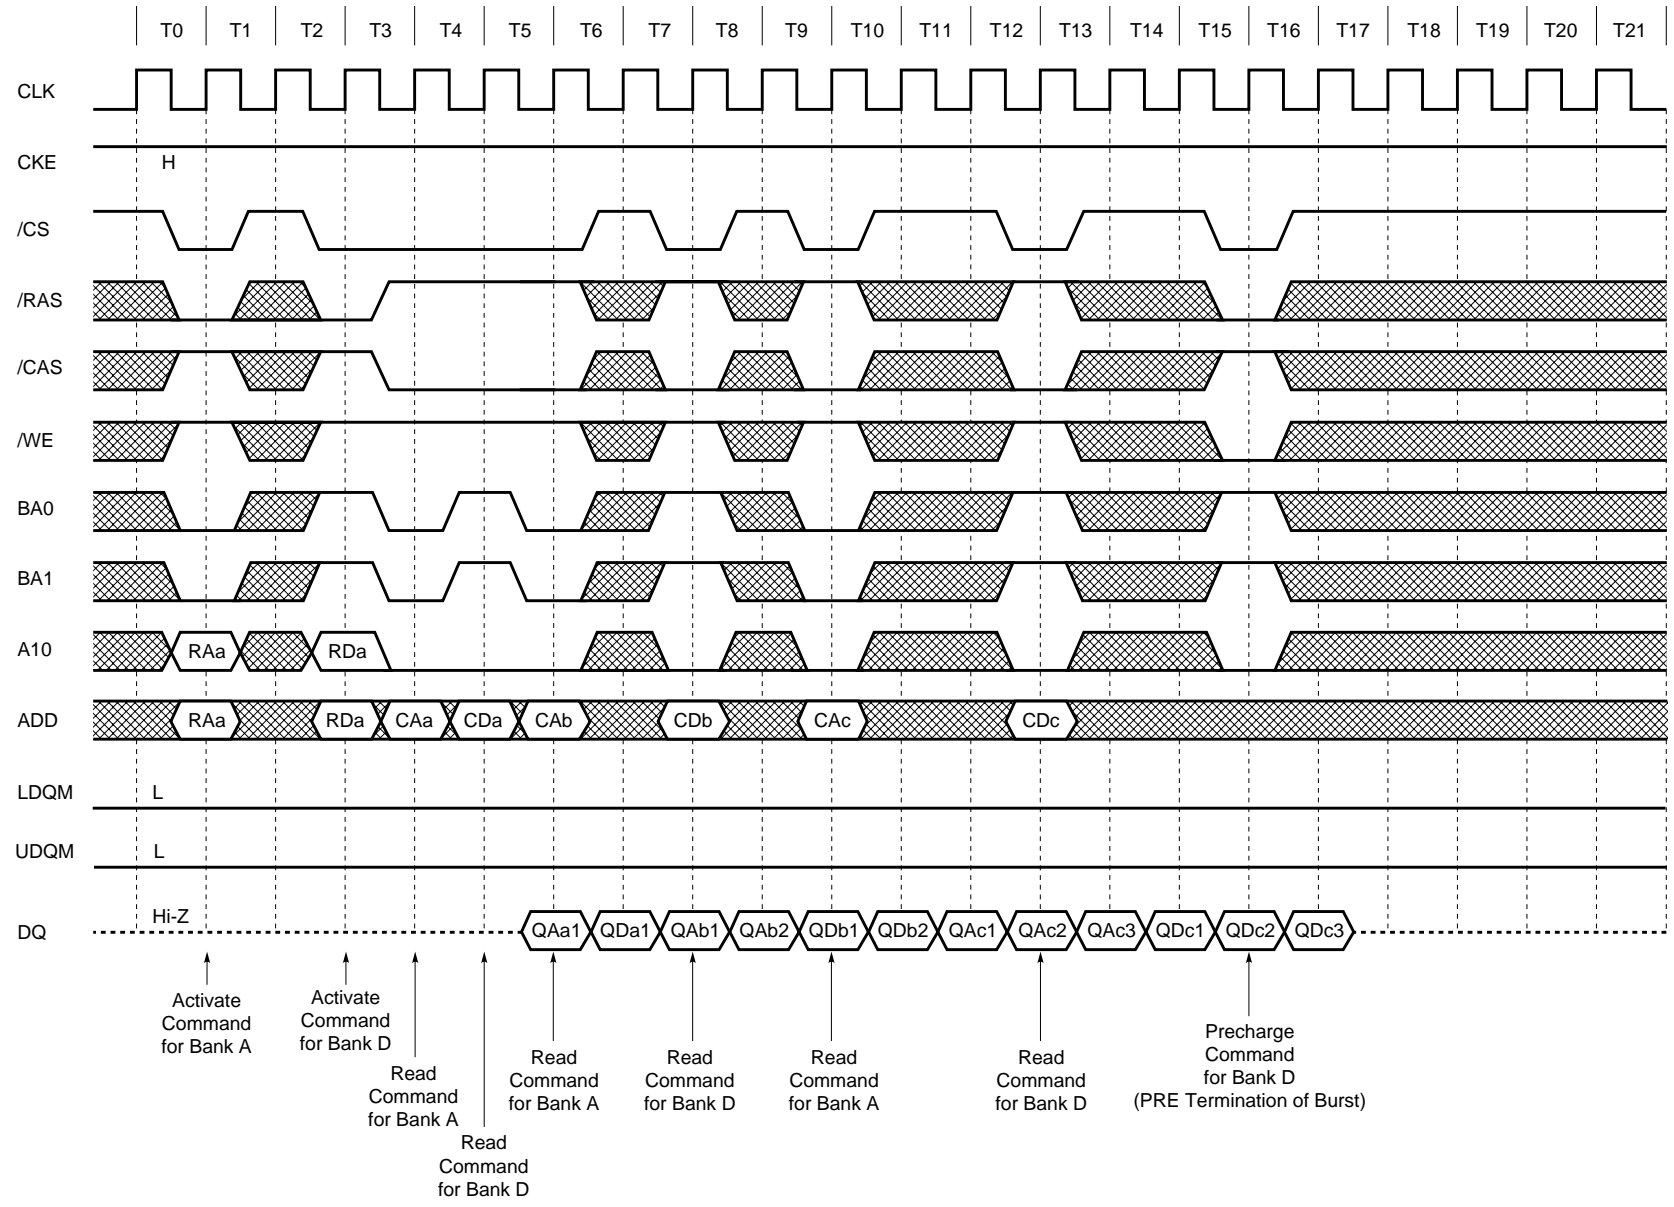 T0 T1 T2 T3 T4 T5 T6 T7 T8 T9 T10 T11 T12 T13 T14 T15 T16 T17 T18 T19 T20 T21
CLK
CKE H
/CS
/RAS
/CAS
/WE
BA0
BA1
A10 RAa RDa
ADD RAa RDa CAa CDa CAb CDb CAc CDc
LDQM L
UDQM L
DQ Hi-Z QAa1 QDa1 QAb1 QAb2 QDb1 QDb2 QAc1 QAc2 QAc3 QDc1 QDc2 QDc3
Activate
Command
for Bank A
Activate
Command
for Bank D
Read
Command
for Bank A
Read
Command
for Bank D
Read
Command
for Bank A
Read
Command
for Bank D
Read
Command
for Bank A
Read
Command
for Bank D
Precharge
Command
for Bank D
(PRE Termination of Burst)